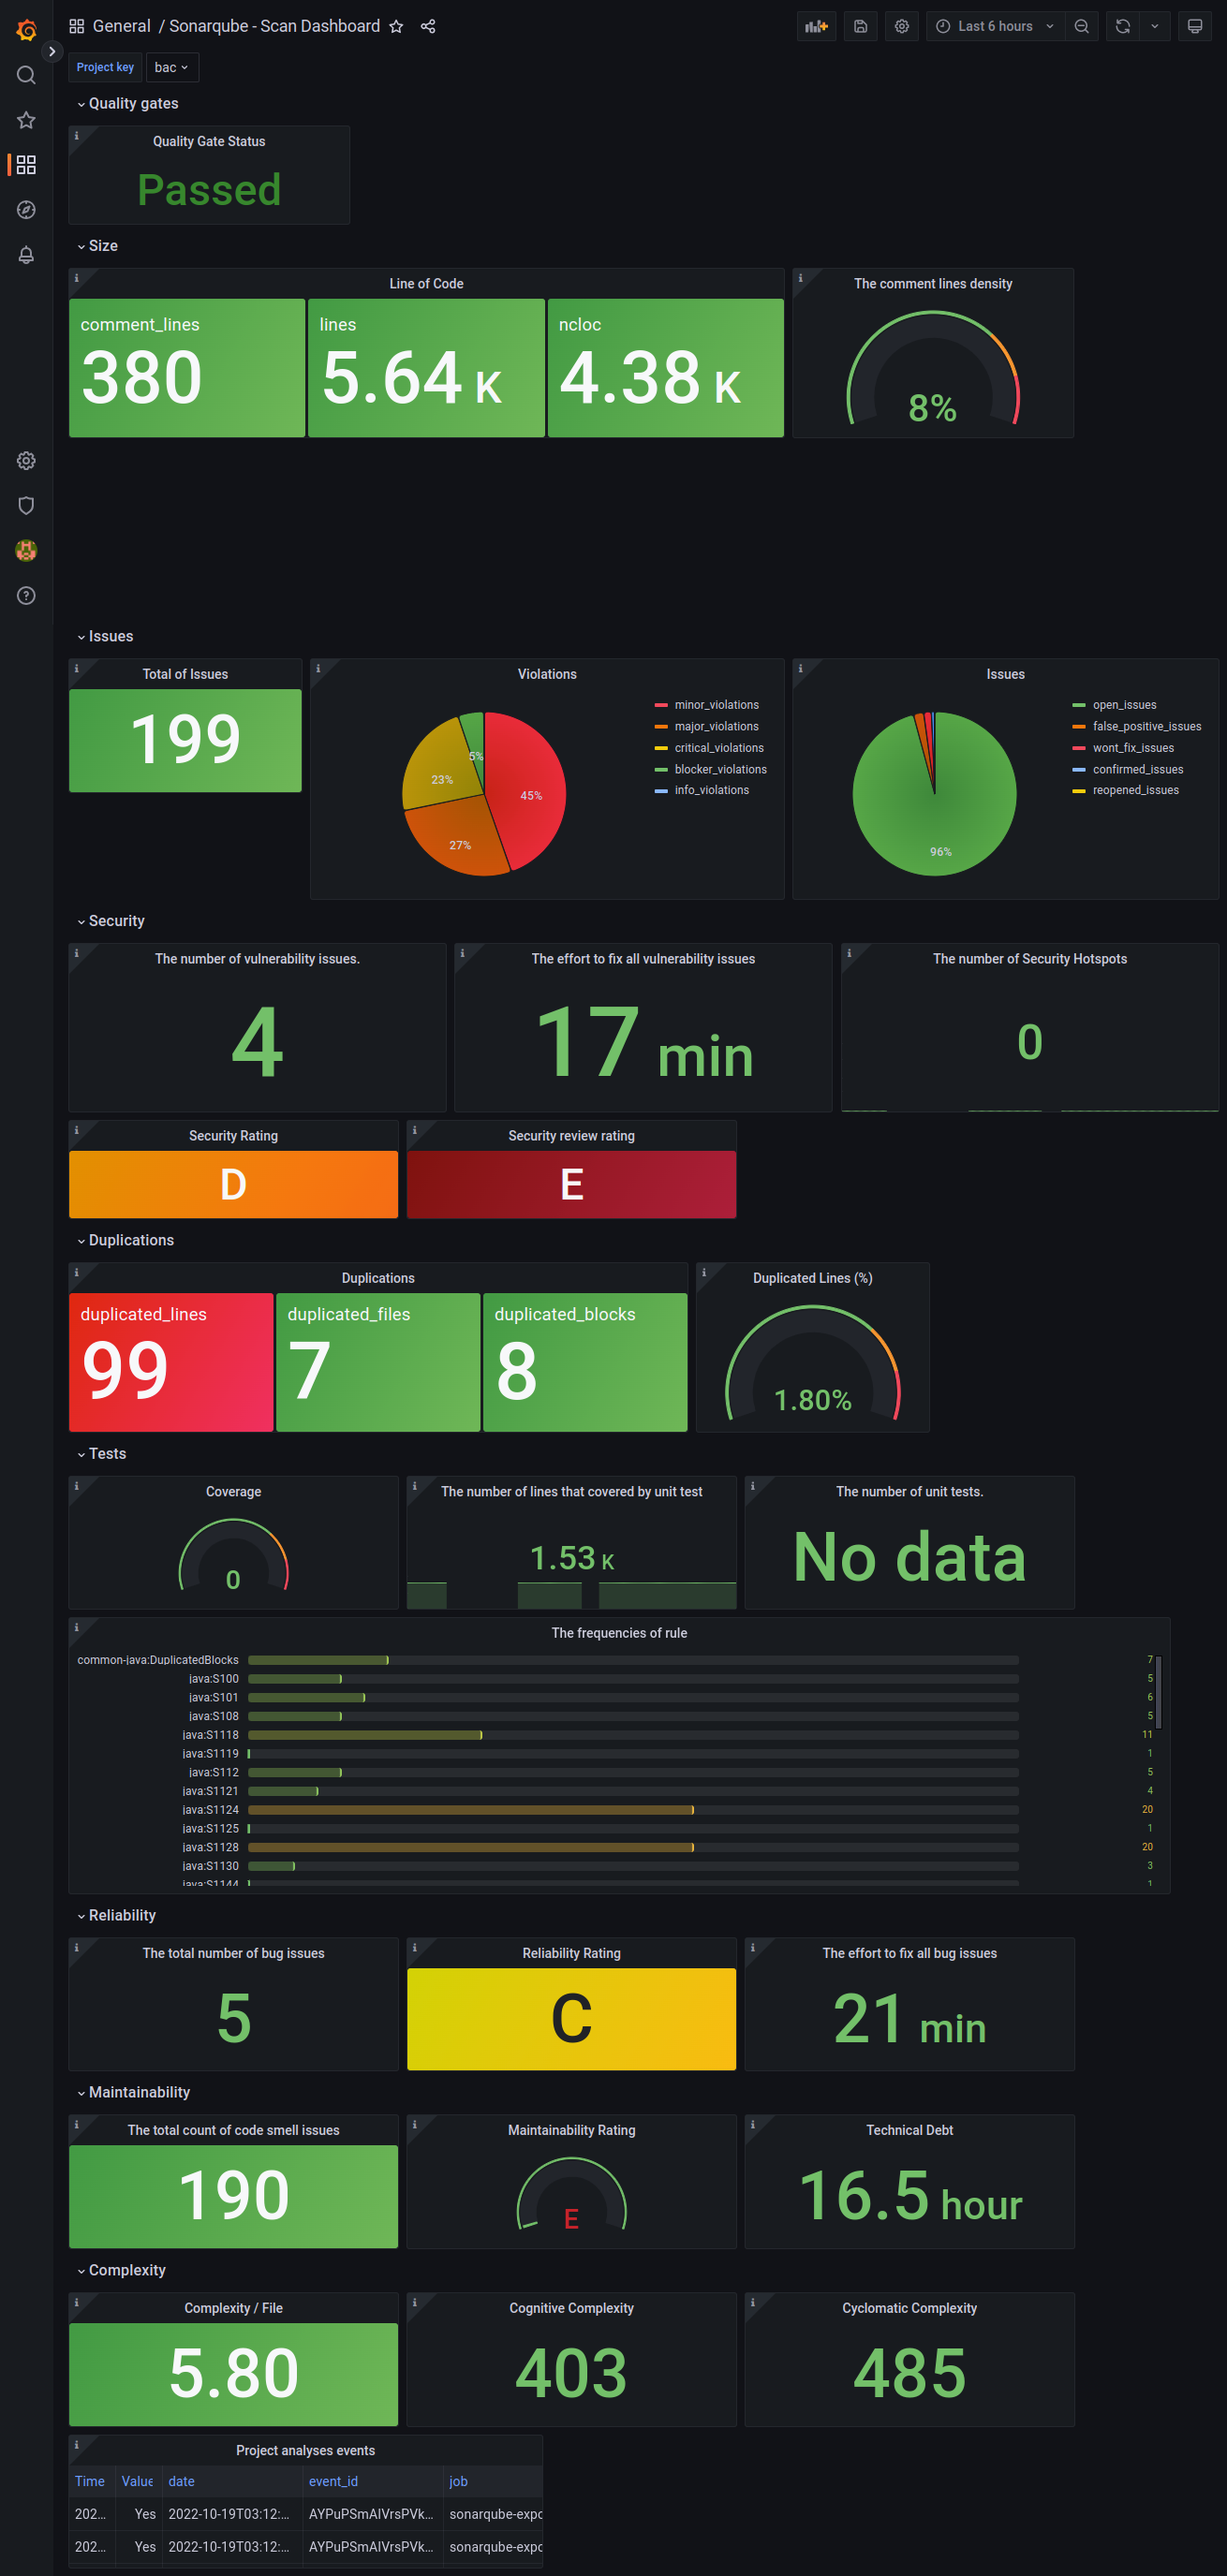 General / Sonarqube - Scan Dashboard
Last 6 hours
Project key
bac
Quality gates
Quality Gate Status
Passed
Size
Line of Code
comment_lines
380
lines
5.64 K
ncloc
4.38 K
The comment lines density
8%
Issues
Total of Issues
199
Violations
5%
23%
45%
27%
minor_violations
major_violations
critical_violations
blocker_violations
info_violations
Issues
96%
open_issues
false_positive_issues
wont_fix_issues
confirmed_issues
reopened_issues
Security
The number of vulnerability issues.
4
The effort to fix all vulnerability issues
17 min
The number of Security Hotspots
0
Security Rating
D
Security review rating
E
Duplications
Duplications
duplicated_lines
99
duplicated_files
7
duplicated_blocks
8
Duplicated Lines (%)
1.80%
Tests
Coverage
0
The number of lines that covered by unit test
1.53 K
The number of unit tests.
No data
The frequencies of rule
common-java:DuplicatedBlocks 7
java:S100 5
java:S101 6
java:S108 5
java:S1118 11
java:S1119 1
java:S112 5
java:S1121 4
java:S1124 20
java:S1125 1
java:S1128 20
java:S1130 3
java:S1144 1
Reliability
The total number of bug issues
5
Reliability Rating
C
The effort to fix all bug issues
21 min
Maintainability
The total count of code smell issues
190
Maintainability Rating
E
Technical Debt
16.5 hour
Complexity
Complexity / File
5.80
Cognitive Complexity
403
Cyclomatic Complexity
485
Project analyses events
Time Value date event_id job
202... Yes 2022-10-19T03:12:... AYPuPSmAIVrsPVk... sonarqube-expo
202... Yes 2022-10-19T03:12:... AYPuPSmAIVrsPVk... sonarqube-expo